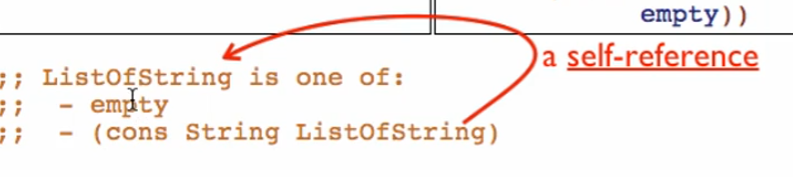 empty))
a self-reference
;; ListOfString is one of:
;; - empty
;; - (cons String ListOfString)